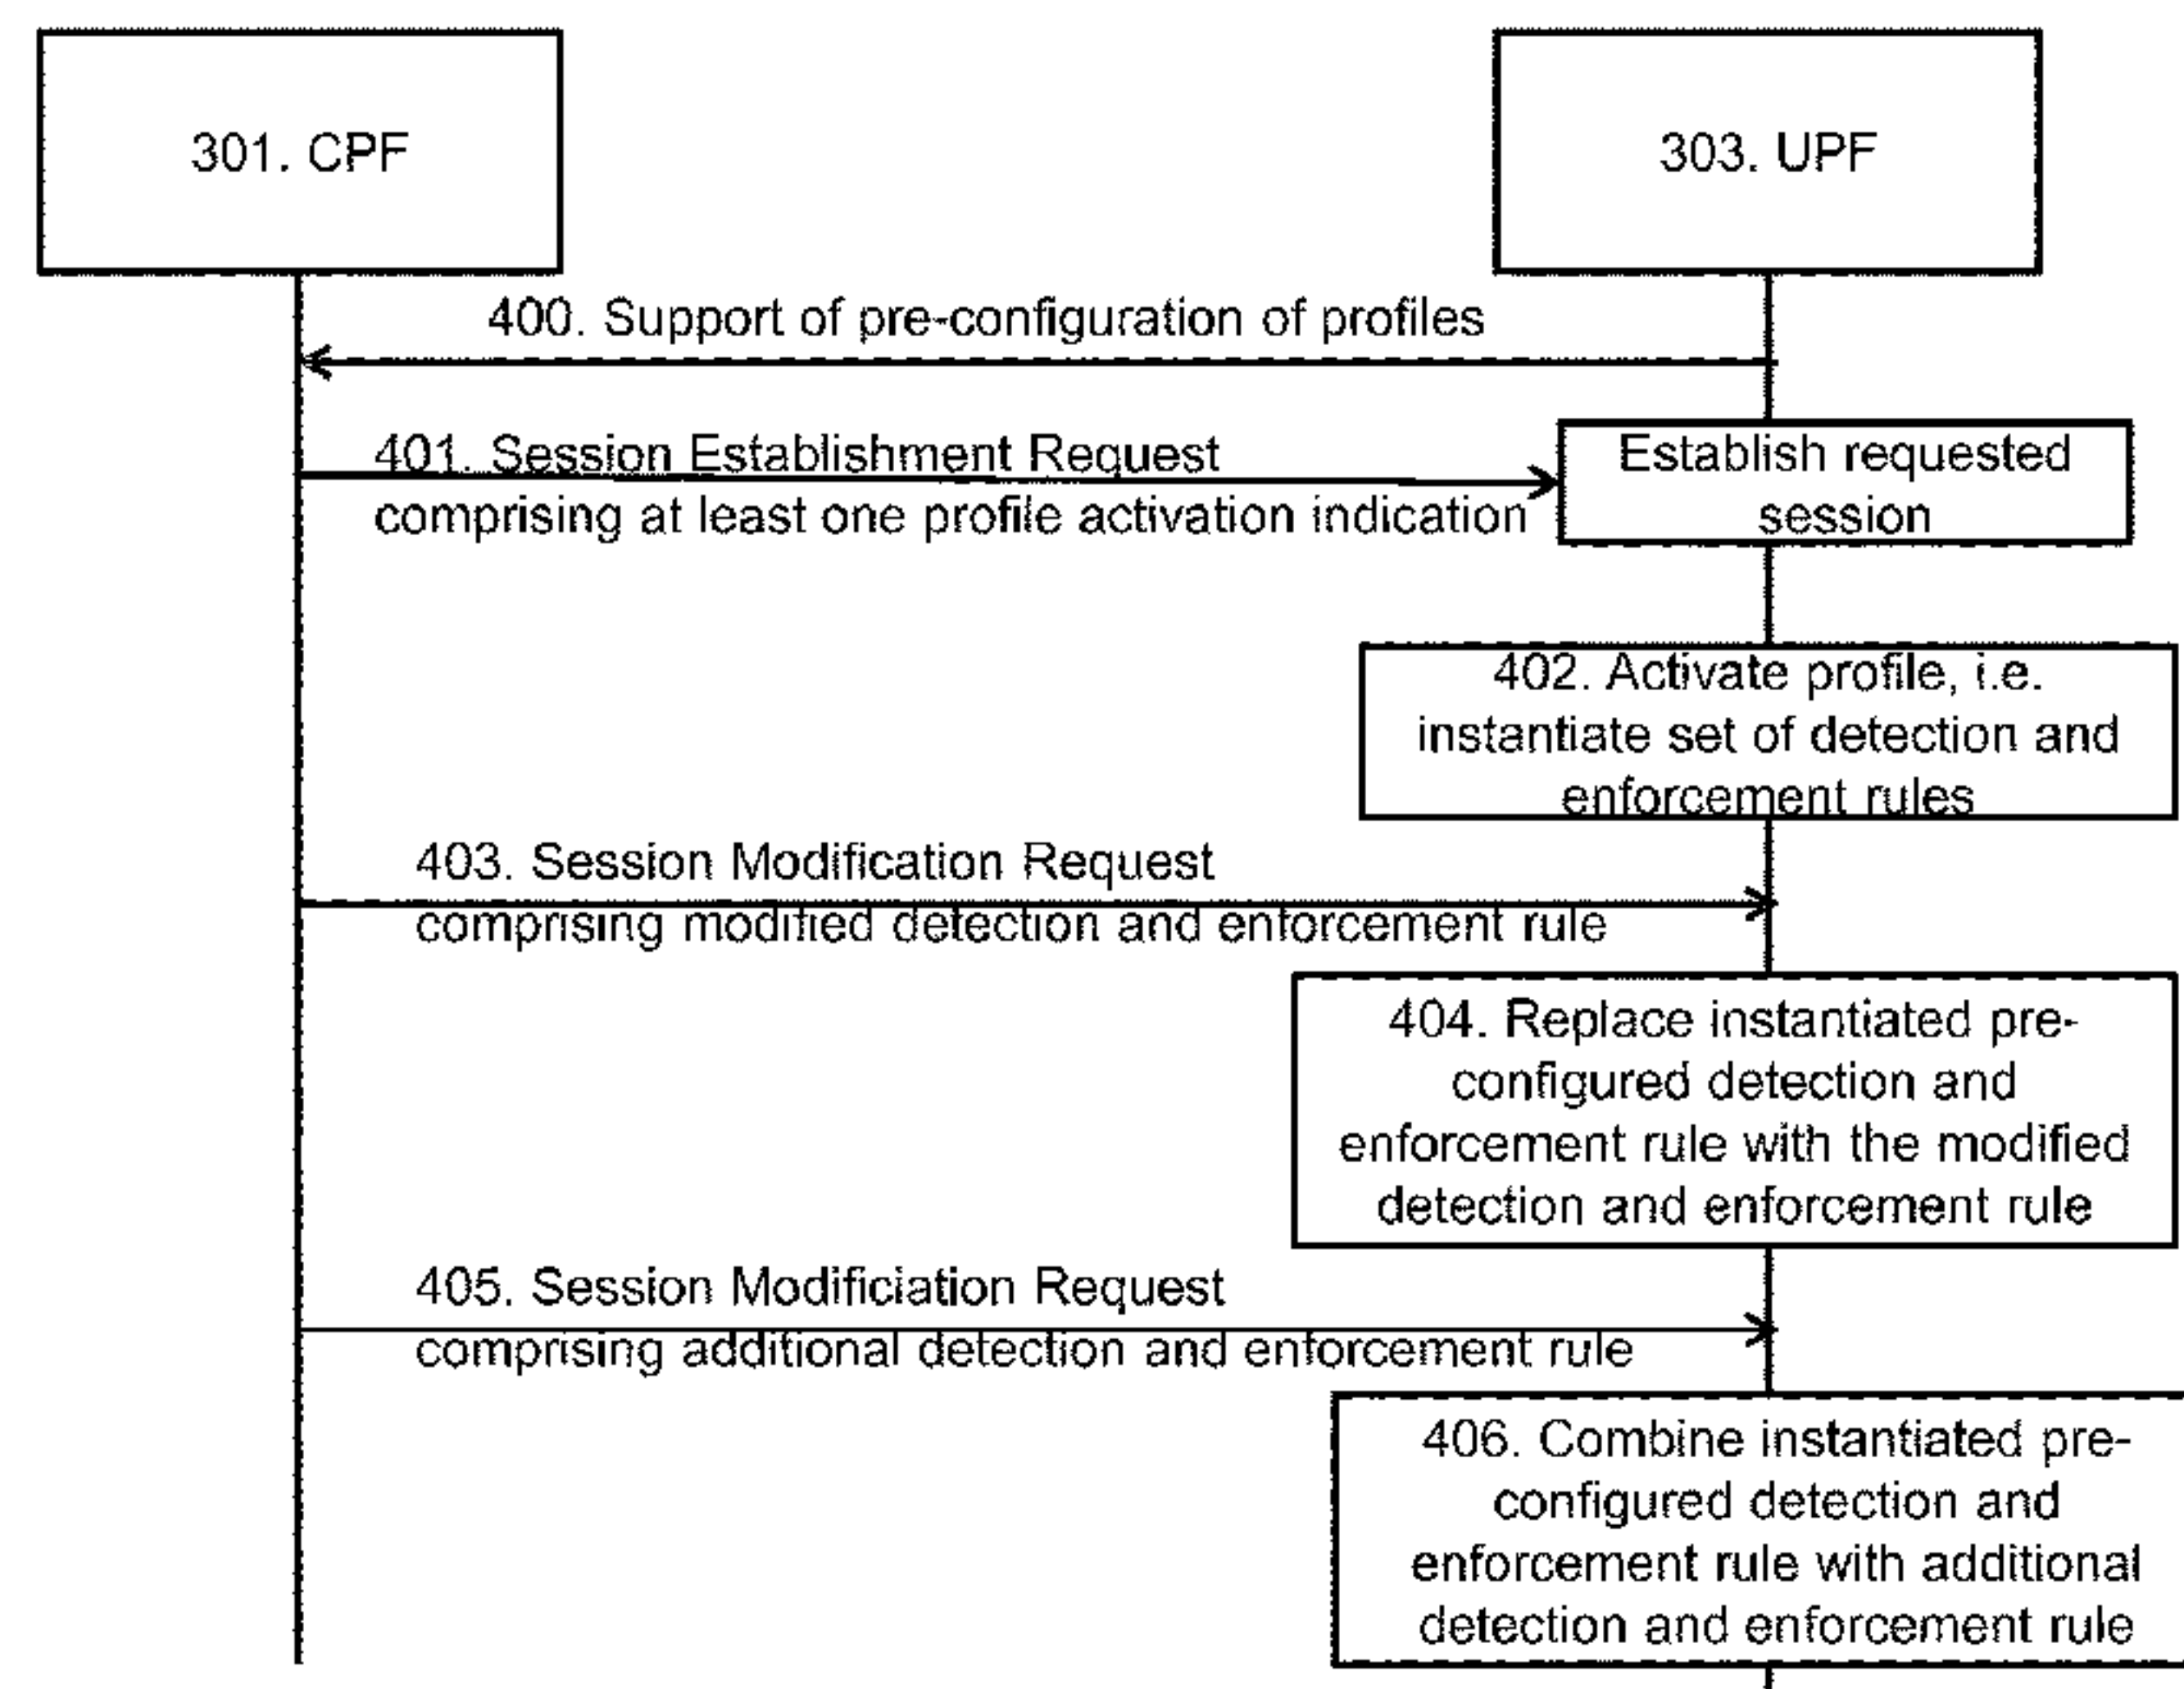 301. CPF
303. UPF
400. Support of pre-configuration of profiles
401. Session Establishment Request
comprising at least one profile activation indication
Establish requested
session
402. Activate profile, i.e.
instantiate set of detection and
enforcement rules
403. Session Modification Request
comprising modified detection and enforcement rule
404. Replace instantiated pre-
configured detection and
enforcement rule with the modified
detection and enforcement rule
405. Session Modificiation Request
comprising additional detection and enforcement rule
406. Combine instantiated pre-
configured detection and
enforcement rule with additional
detection and enforcement rule